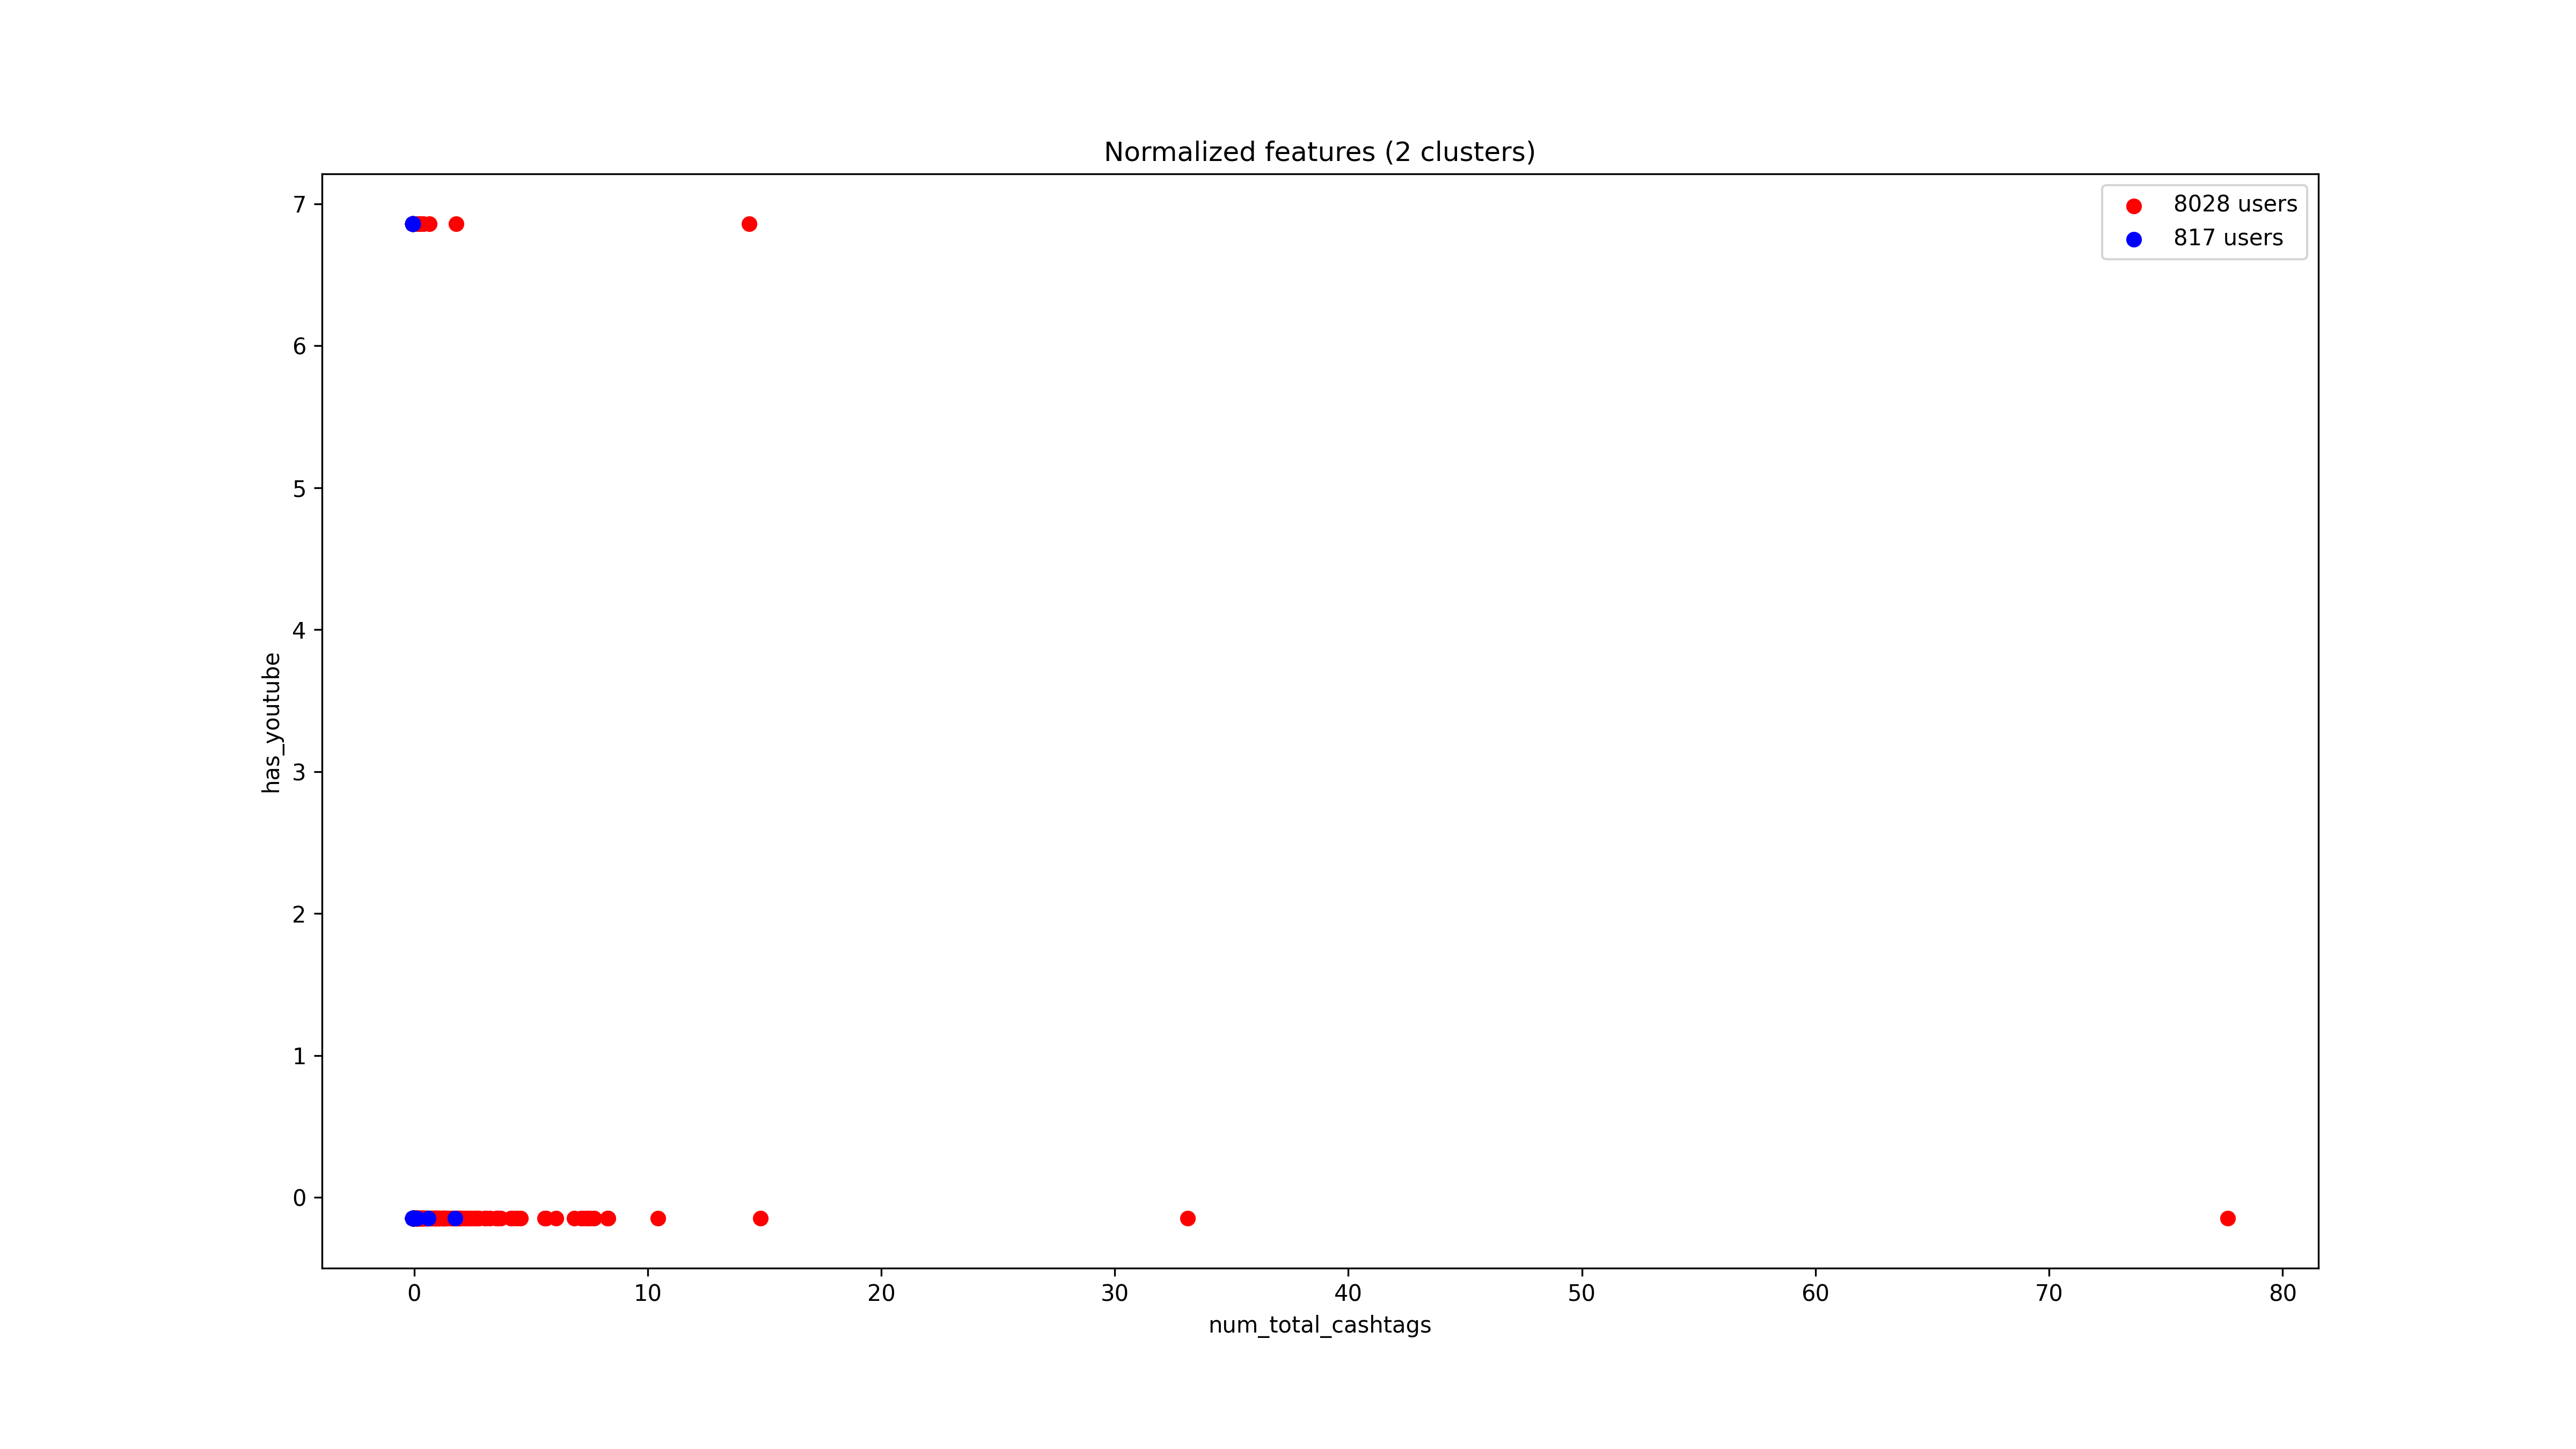 Normalized features (2 clusters)
8028 users
817 users
has_youtube
7
6
5
4
3
2
1
0
0 10 20 30 40 50 60 70 80
num_total_cashtags